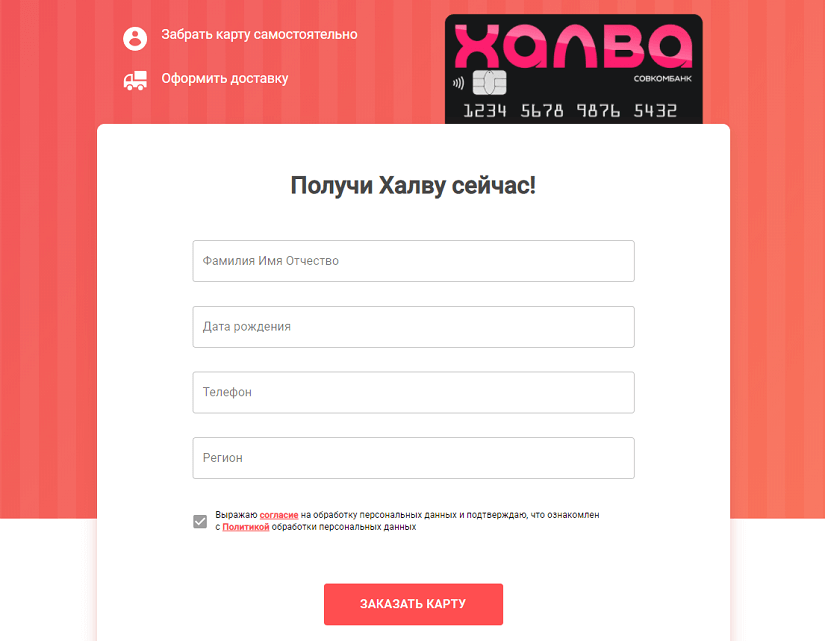 Забрать карту самостоятельно
Оформить доставку
ХАЛВА
СОВКОМБАНК
1234 5678 9876 5432
Получи Халву сейчас!
Фамилия Имя Отчество
Дата рождения
Телефон
Регион
Выражаю согласие на обработку персональных данных и подтверждаю, что ознакомлен
с Политикой обработки персональных данных
ЗАКАЗАТЬ КАРТУ